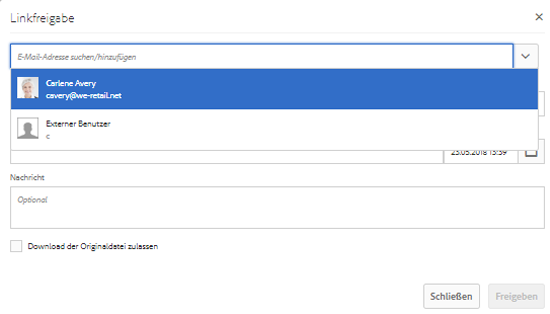 Linkfreigabe
E-Mail-Adresse suchen/hinzufügen
Carlene Avery
cavery@we-retail.net
Externer Benutzer
c
23.05.2018 13:59
Nachricht
Optional
Download der Originaldatei zulassen
Schließen Freigeben